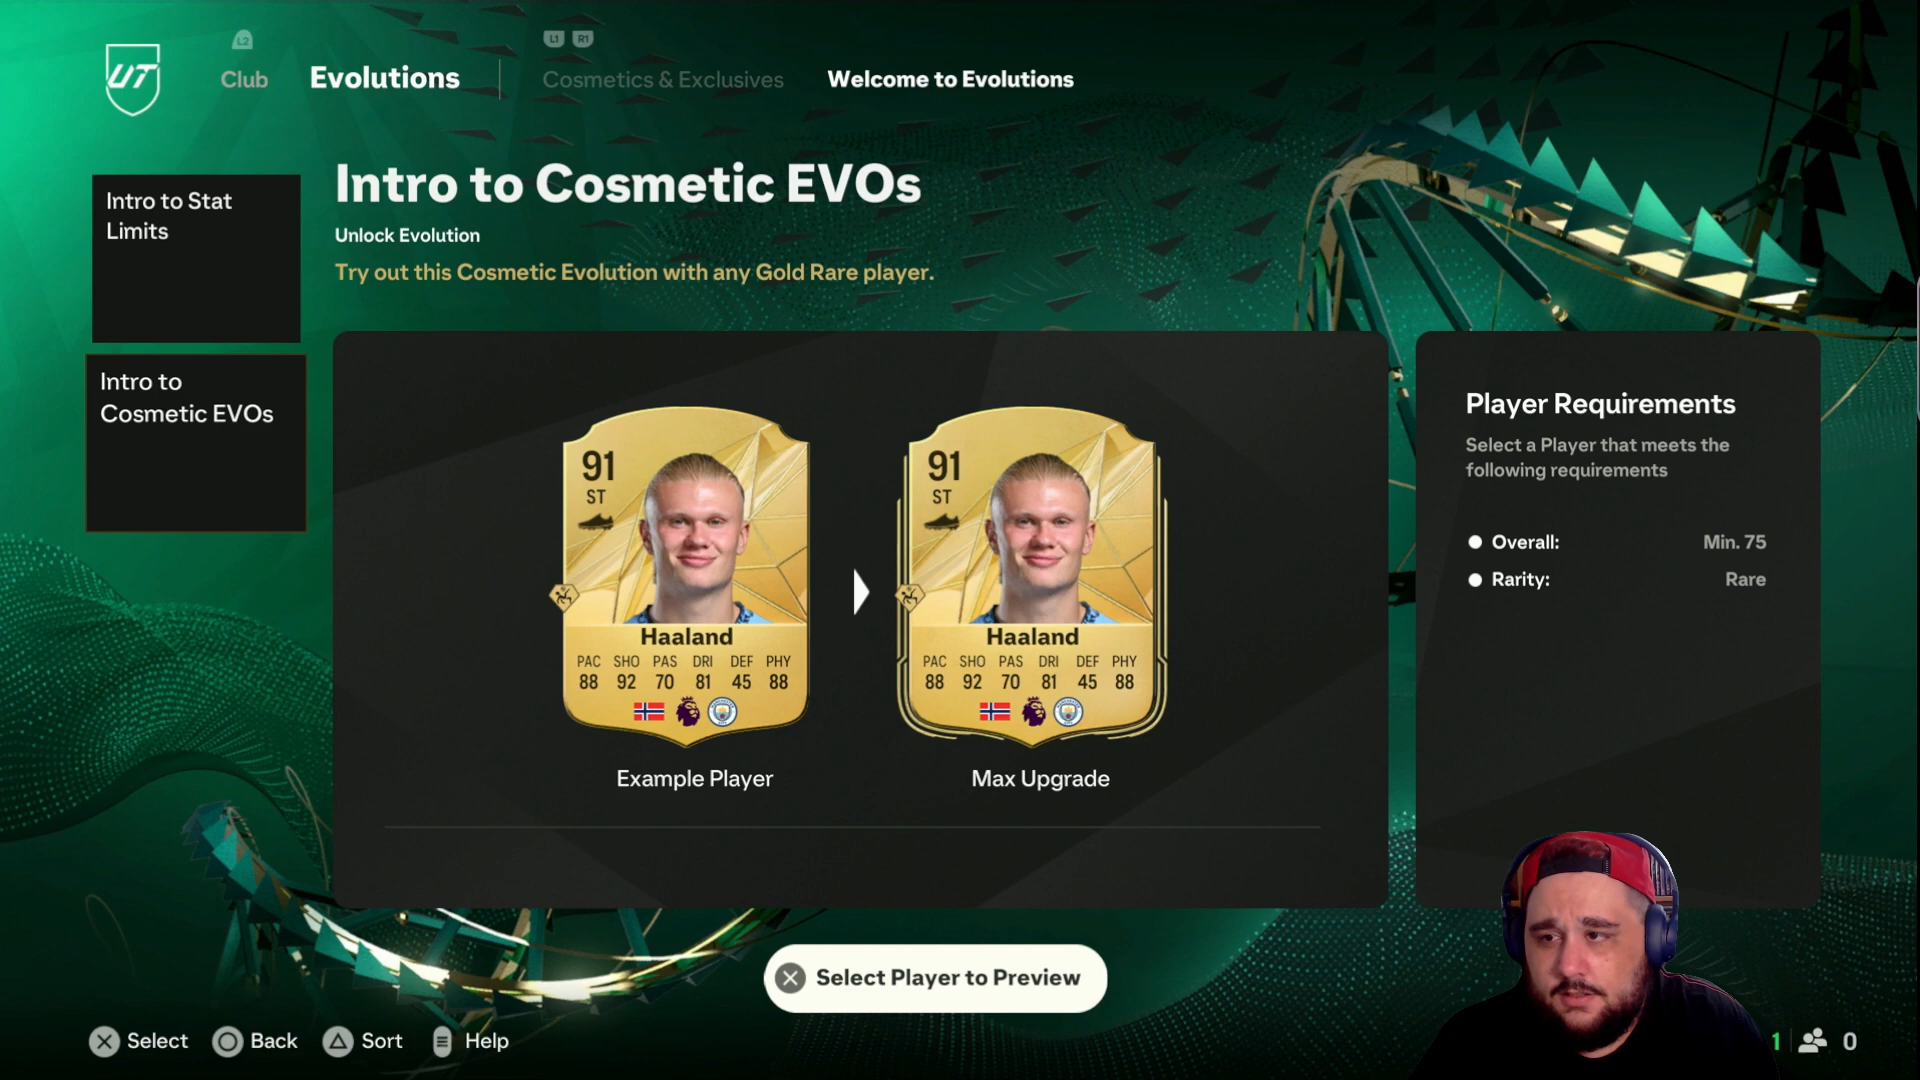 L2
L1 R1
UT
Club Evolutions Cosmetics & Exclusives Welcome to Evolutions
Intro to Stat
Limits
Intro to
Cosmetic EVOs
Intro to Cosmetic EVOs
Unlock Evolution
Try out this Cosmetic Evolution with any Gold Rare player.
91
ST
Haaland
PAC SHO PAS DRI DEF PHY
88 92 70 81 45 88
Example Player
91
ST
Haaland
PAC SHO PAS DRI DEF PHY
88 92 70 81 45 88
Max Upgrade
Player Requirements
Select a Player that meets the
following requirements
Overall: Min. 75
Rarity: Rare
Select Player to Preview
Select Back Sort Help
1 0